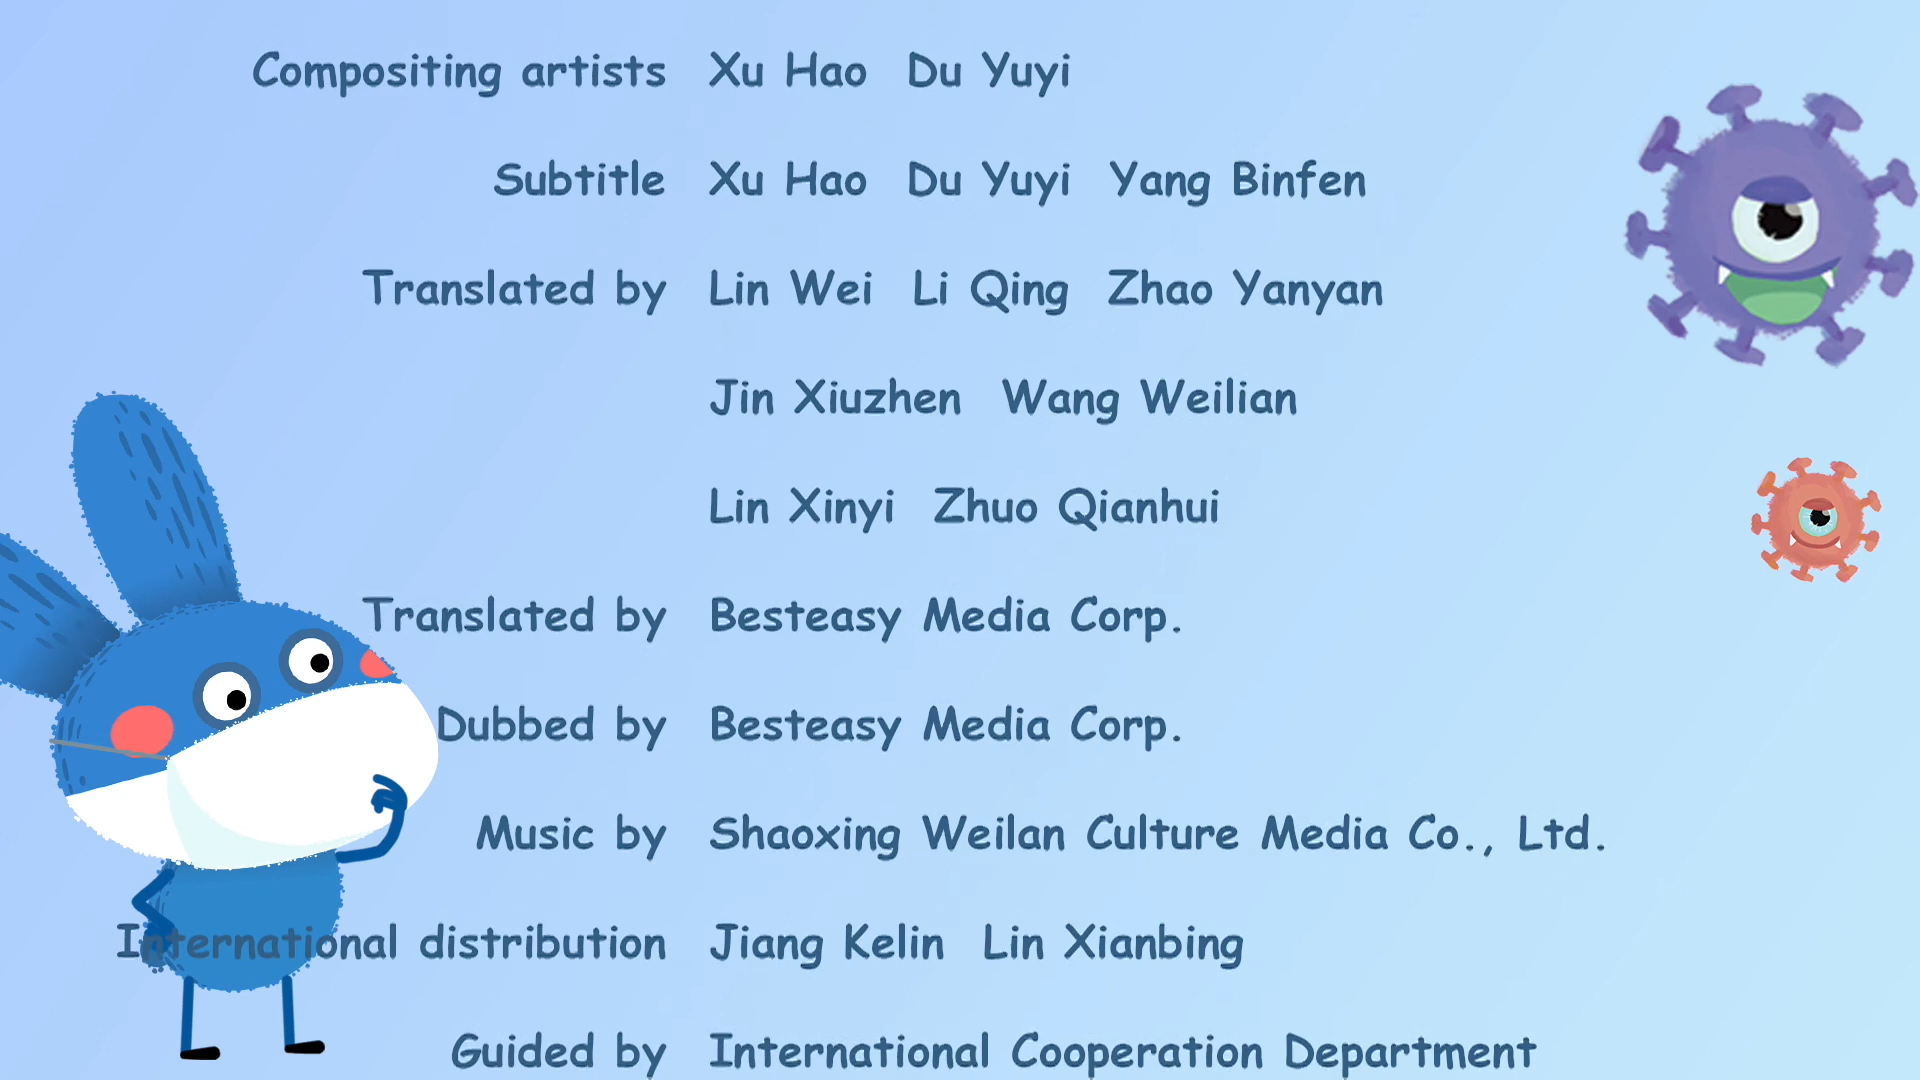 Compositing artists Xu Hao Du Yuyi
Subtitle Xu Hao Du Yuyi Yang Binfen
Translated by Lin Wei Li Qing Zhao Yanyan
Jin Xiuzhen Wang Weilian
Lin Xinyi Zhuo Qianhui
Translated by Besteasy Media Corp.
Dubbed by Besteasy Media Corp.
Music by Shaoxing Weilan Culture Media Co., Ltd.
International distribution Jiang Kelin Lin Xianbing
Guided by International Cooperation Department